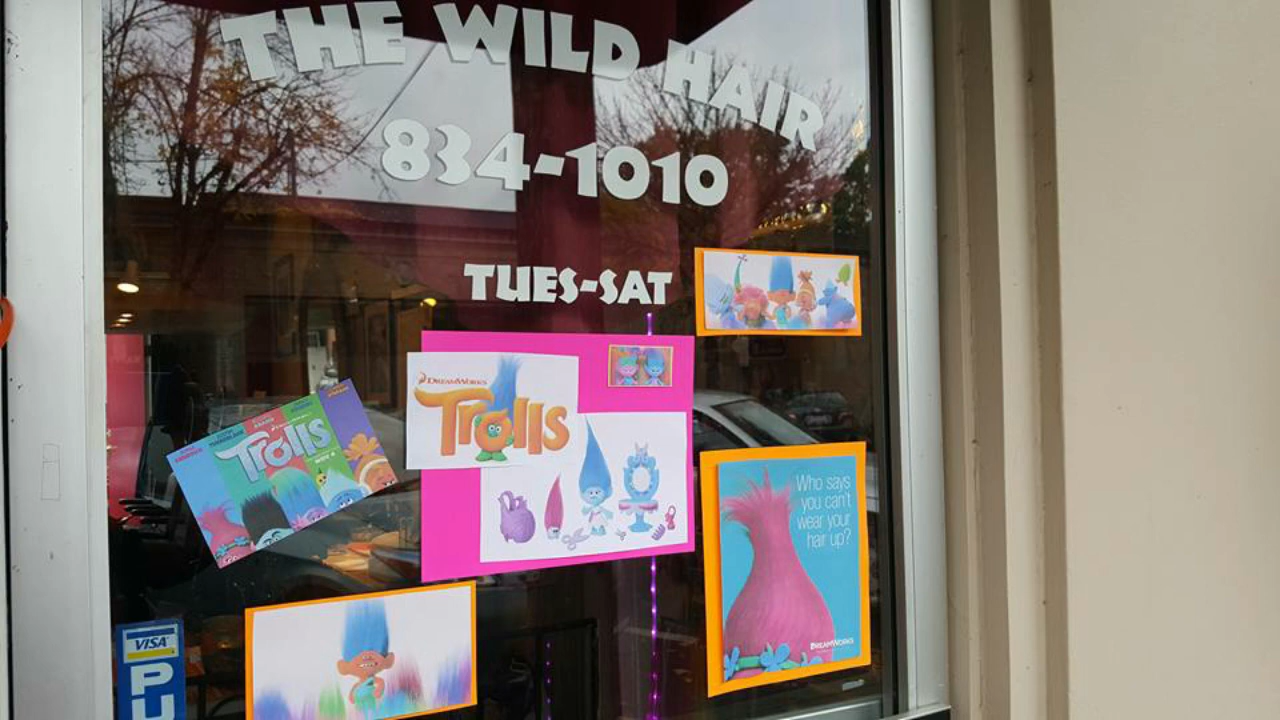 THE WILD HAIR
834-1010
TUES-SAT
DREAMWORKS
Trolls
Trolls
Who says
you can't
wear your
hair up?
DREAMWORKS
VISA
PU